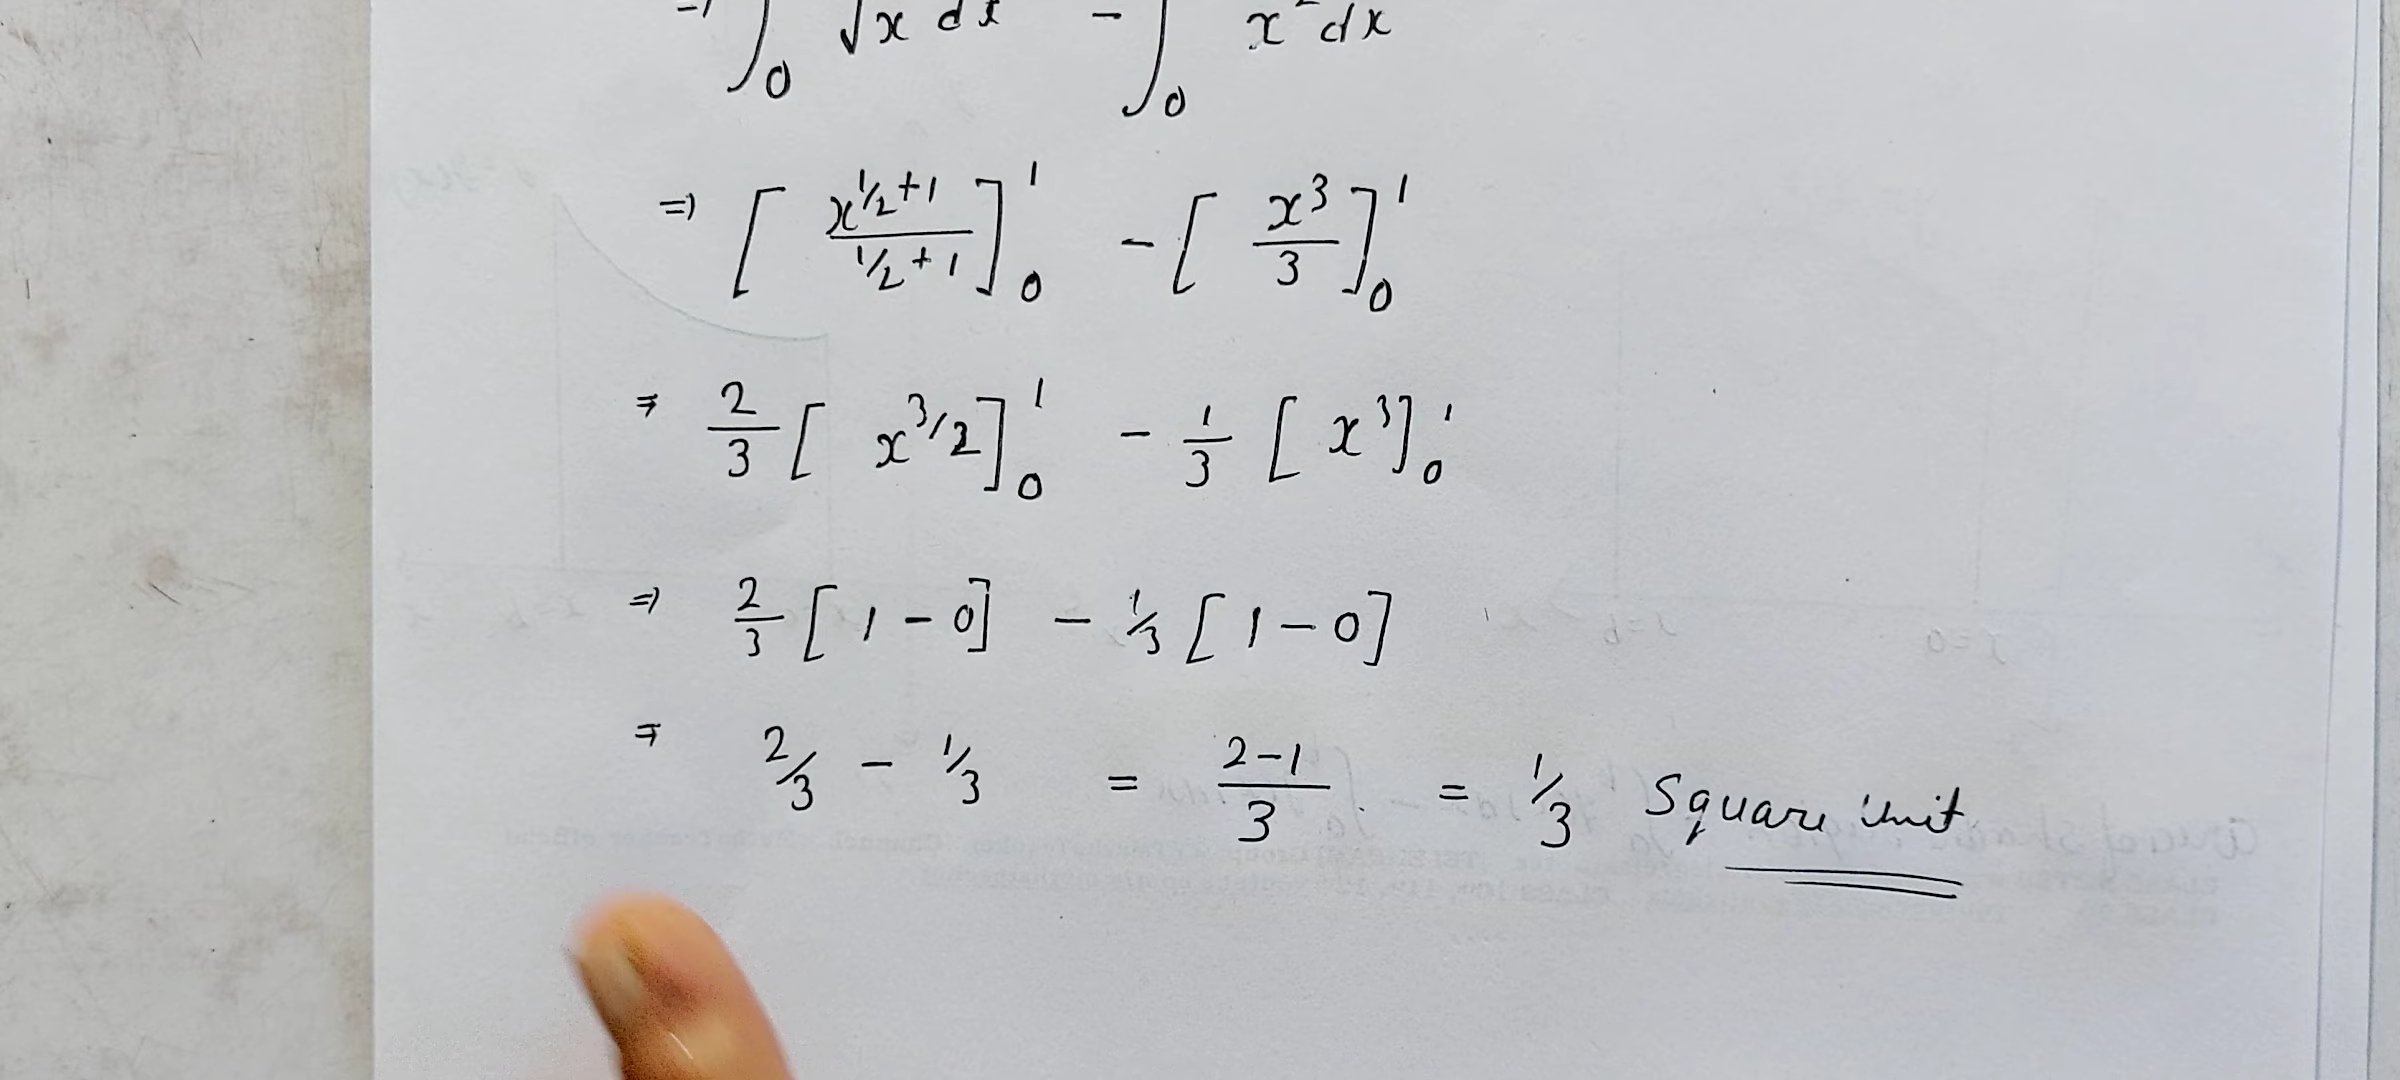 ⇒ ∫₀ √x dx - ∫₀ x² dx
⇒ [ x^(1/2+1) / (1/2+1) ]₀¹ - [ x³/3 ]₀¹
⇒ 2/3 [ x^(3/2) ]₀¹ - 1/3 [ x³ ]₀¹
⇒ 2/3 [ 1 - 0 ] - 1/3 [ 1 - 0 ]
⇒ 2/3 - 1/3 = (2-1)/3 = 1/3 Square unit